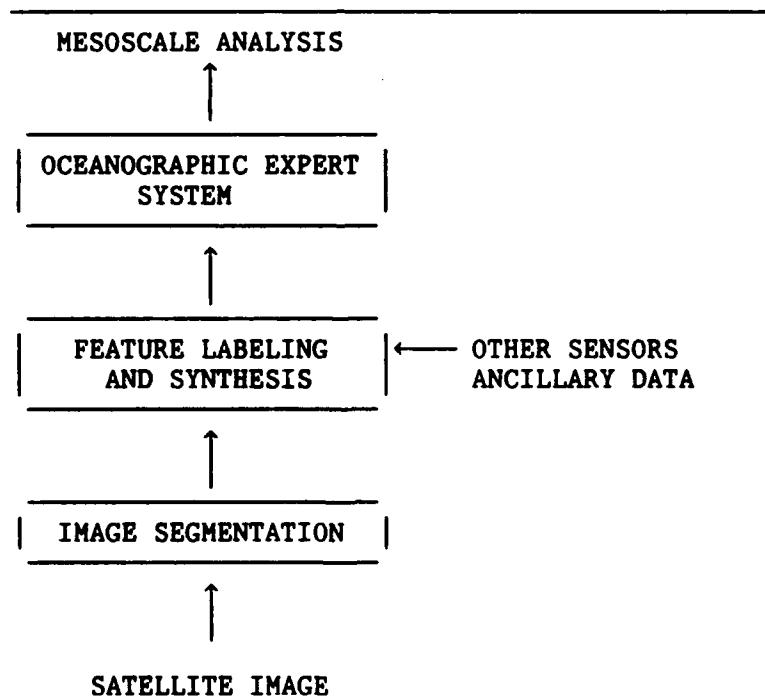 MESOSCALE ANALYSIS
OCEANOGRAPHIC EXPERT
SYSTEM
FEATURE LABELING
AND SYNTHESIS
OTHER SENSORS
ANCILLARY DATA
IMAGE SEGMENTATION
SATELLITE IMAGE